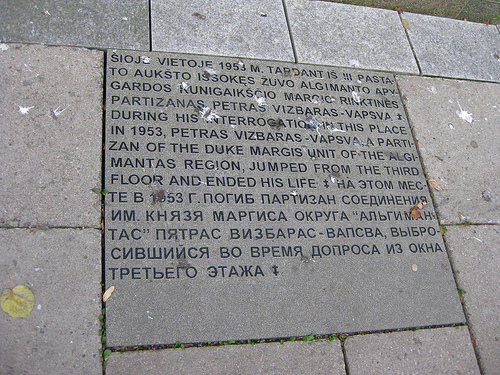 ŠIOJE VIETOJE 1953 M. TARDANT IŠ III PASTA-
TO AUKŠTO IŠŠOKĘS ŽUVO ALGIMANTO APY-
GARDOS KUNIGAIKŠČIO MARGIO RINKTINĖS
PARTIZANAS PETRAS VIZBARAS-VAPSVA ‡
DURING HIS INTERROGATION IN THIS PLACE
IN 1953, PETRAS VIZBARAS-VAPSVA, A PARTI-
ZAN OF THE DUKE MARGIS UNIT OF THE ALGI-
MANTAS REGION, JUMPED FROM THE THIRD
FLOOR AND ENDED HIS LIFE ‡ НА ЭТОМ МЕС-
ТЕ В 1953 Г. ПОГИБ ПАРТИЗАН СОЕДИНЕНИЯ
ИМ. КНЯЗЯ МАРГИСА ОКРУГА "АЛЬГИМАН-
ТАС" ПЯТРАС ВИЗБАРАС-ВАПСВА, ВЫБРО-
СИВШИЙСЯ ВО ВРЕМЯ ДОПРОСА ИЗ ОКНА
ТРЕТЬЕГО ЭТАЖА ‡